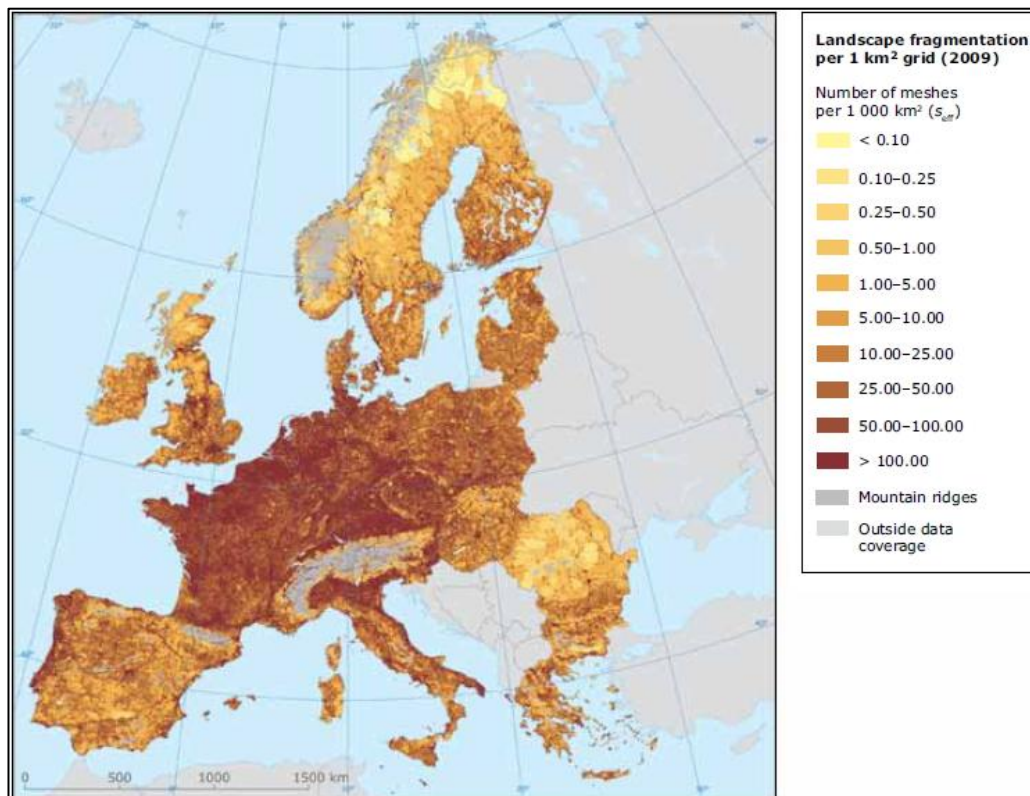 Landscape fragmentation
per 1 km² grid (2009)
Number of meshes
per 1 000 km² (seff)
< 0.10
0.10–0.25
0.25–0.50
0.50–1.00
1.00–5.00
5.00–10.00
10.00–25.00
25.00–50.00
50.00–100.00
> 100.00
Mountain ridges
Outside data
coverage
0 500 1000 1500 km